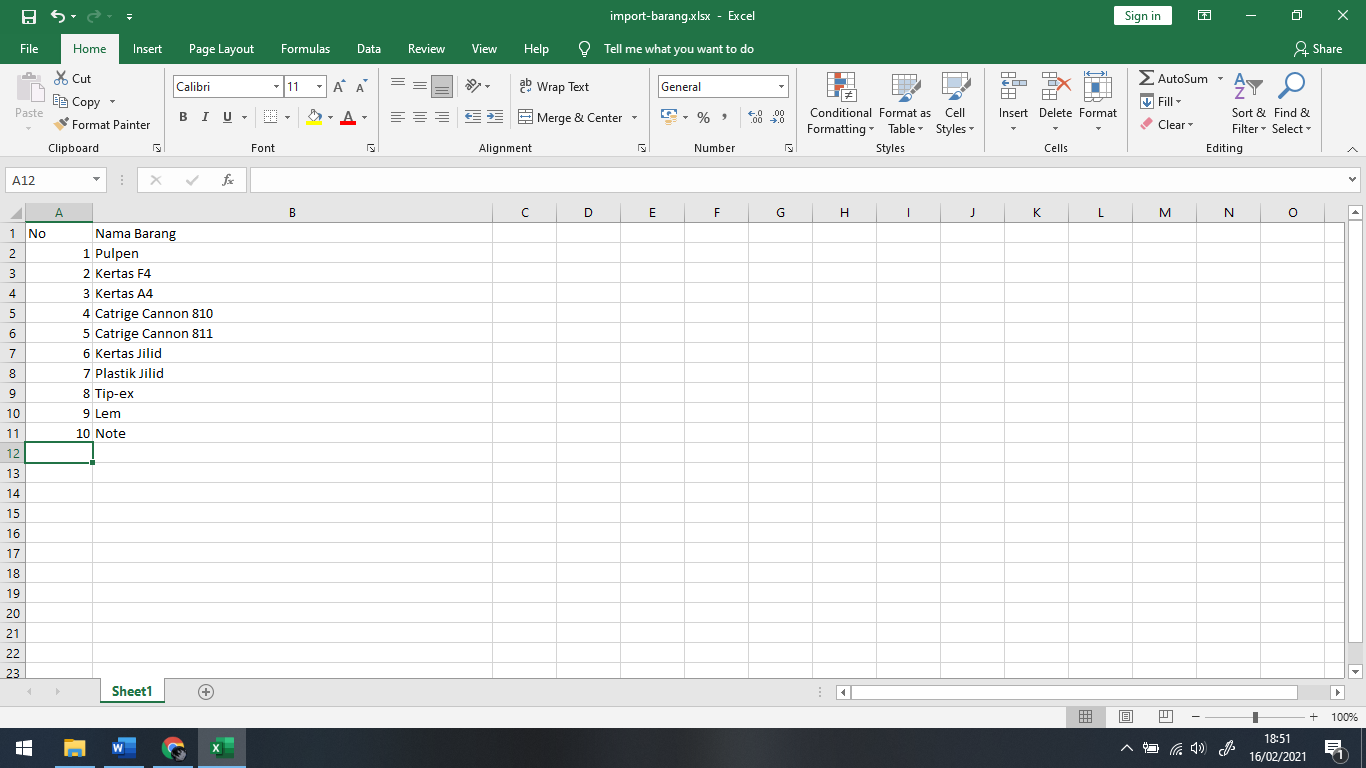 import-barang.xlsx - Excel
Sign in
File Home Insert Page Layout Formulas Data Review View Help Tell me what you want to do Share
Paste
Cut
Copy
Format Painter
Clipboard
Calibri 11
B I U A
Font
Wrap Text
Merge & Center
Alignment
General
% ,
Number
Conditional Formatting
Format as Table
Cell Styles
Styles
Insert Delete Format
Cells
AutoSum
Fill
Clear
Sort & Filter
Find & Select
Editing
A12 fx
A B C D E F G H I J K L M N O
1 No Nama Barang
2 1 Pulpen
3 2 Kertas F4
4 3 Kertas A4
5 4 Catrige Cannon 810
6 5 Catrige Cannon 811
7 6 Kertas Jilid
8 7 Plastik Jilid
9 8 Tip-ex
10 9 Lem
11 10 Note
12
13
14
15
16
17
18
19
20
21
22
23
Sheet1
100%
18:51
16/02/2021
1